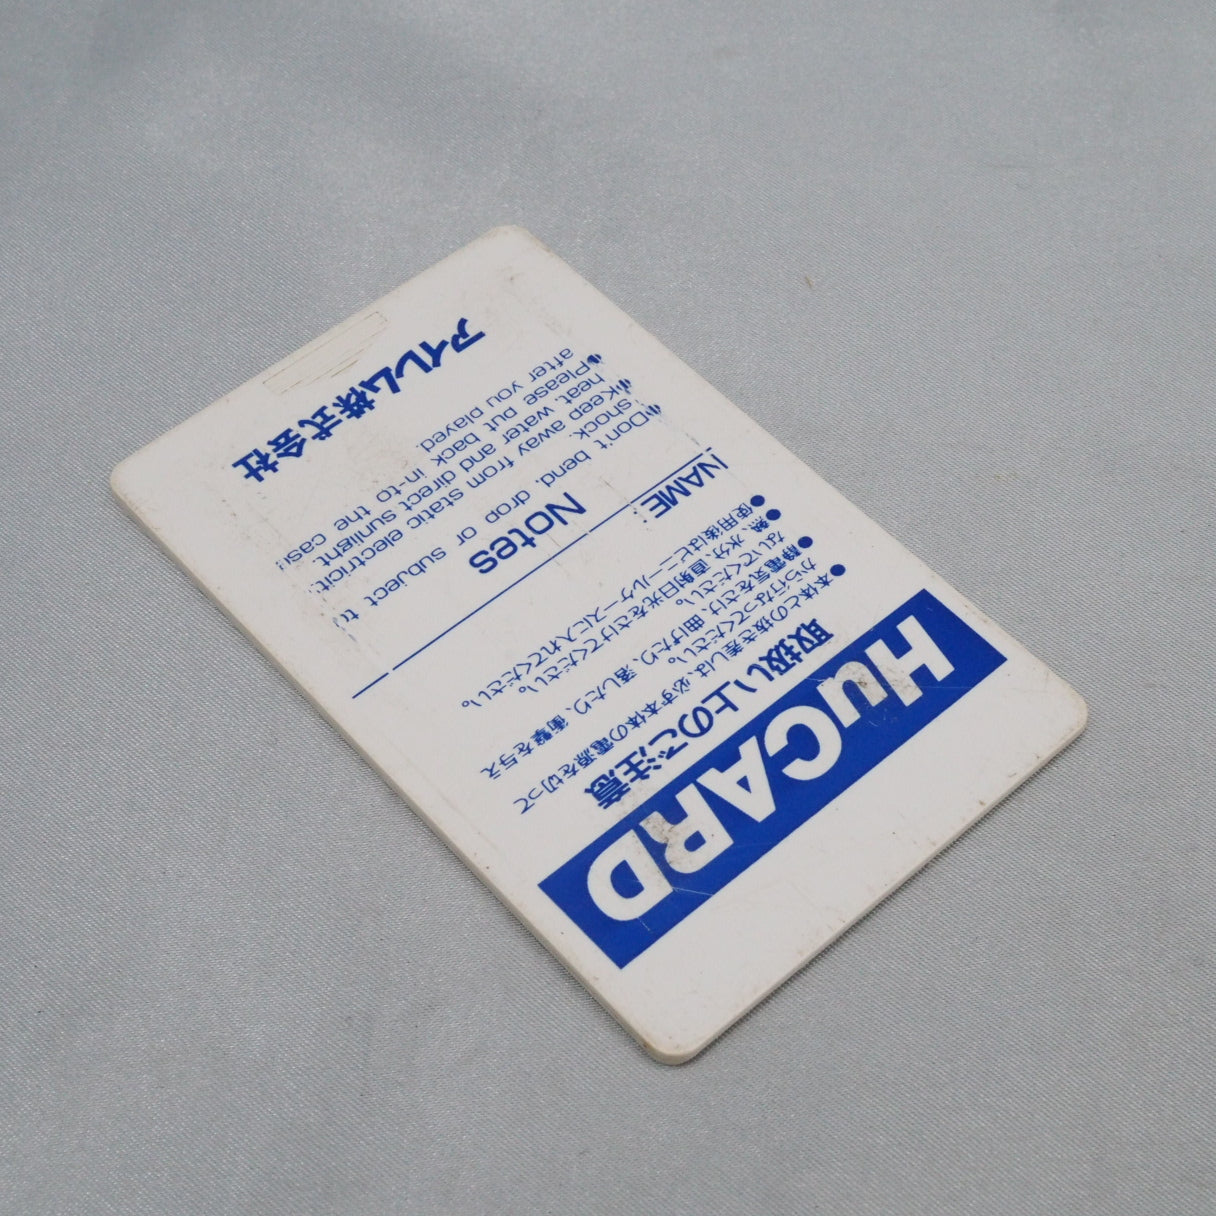 HuCARD
取扱い上のご注意
●本体との抜き差しは、必ず本体の電源を切って
から行なってください。
●静電気をさけ、曲げたり、濡したり、衝撃を与え
ないでください。
●熱、水分、直射日光をさけてください。
●使用後はビニールケースに入れてください。
NAME
Notes
●Don't bend, drop or subject to
shock.
●Keep away from static electricit
heat, water and direct sunlight.
●Please put back in-to the cas
after you played.
アイレム株式会社